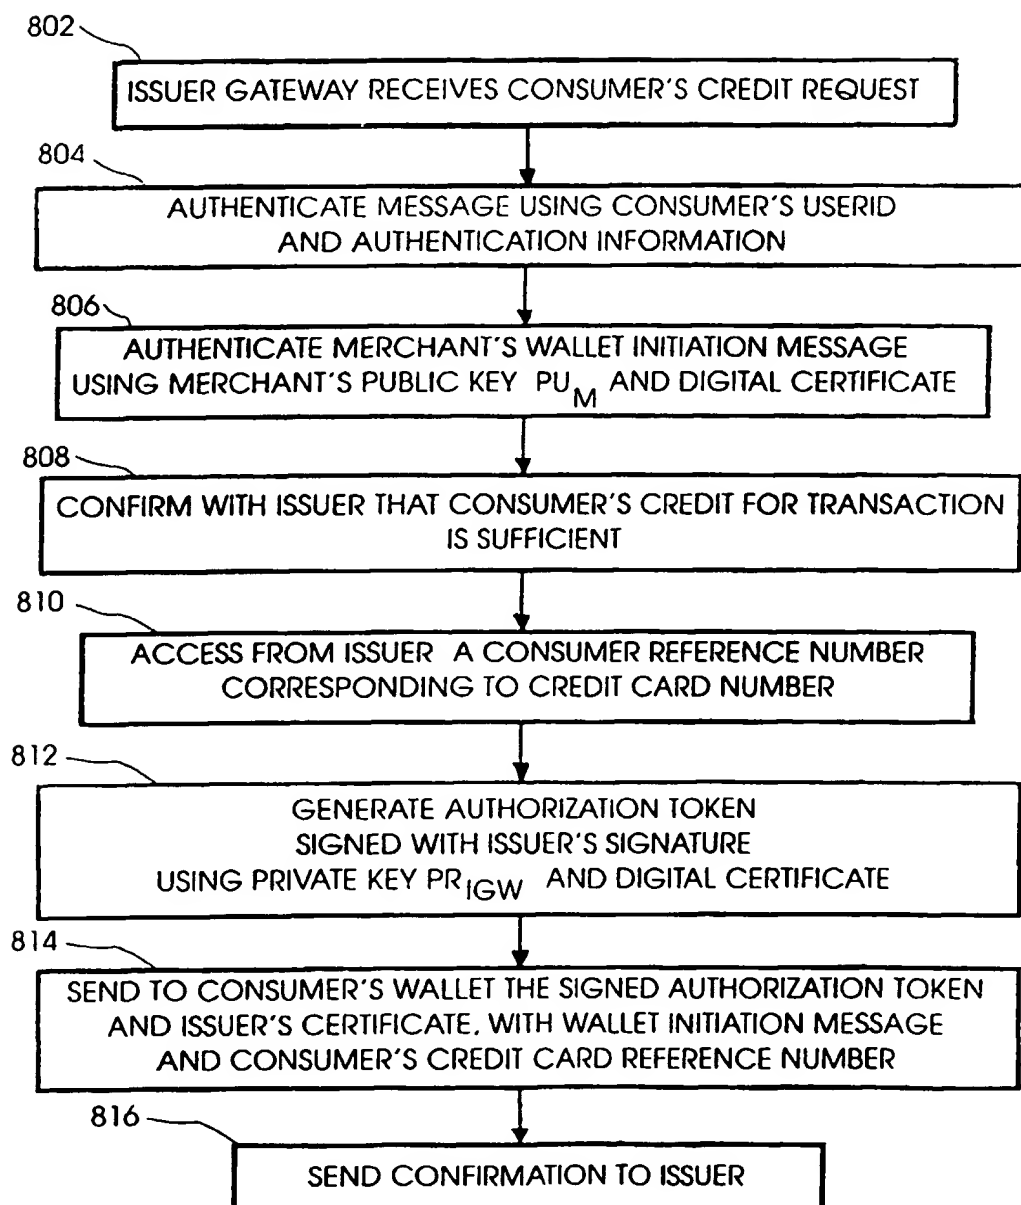 802
ISSUER GATEWAY RECEIVES CONSUMER'S CREDIT REQUEST
804
AUTHENTICATE MESSAGE USING CONSUMER'S USERID
AND AUTHENTICATION INFORMATION
806
AUTHENTICATE MERCHANT'S WALLET INITIATION MESSAGE
USING MERCHANT'S PUBLIC KEY PU_M AND DIGITAL CERTIFICATE
808
CONFIRM WITH ISSUER THAT CONSUMER'S CREDIT FOR TRANSACTION
IS SUFFICIENT
810
ACCESS FROM ISSUER A CONSUMER REFERENCE NUMBER
CORRESPONDING TO CREDIT CARD NUMBER
812
GENERATE AUTHORIZATION TOKEN
SIGNED WITH ISSUER'S SIGNATURE
USING PRIVATE KEY PR_IGW AND DIGITAL CERTIFICATE
814
SEND TO CONSUMER'S WALLET THE SIGNED AUTHORIZATION TOKEN
AND ISSUER'S CERTIFICATE, WITH WALLET INITIATION MESSAGE
AND CONSUMER'S CREDIT CARD REFERENCE NUMBER
816
SEND CONFIRMATION TO ISSUER